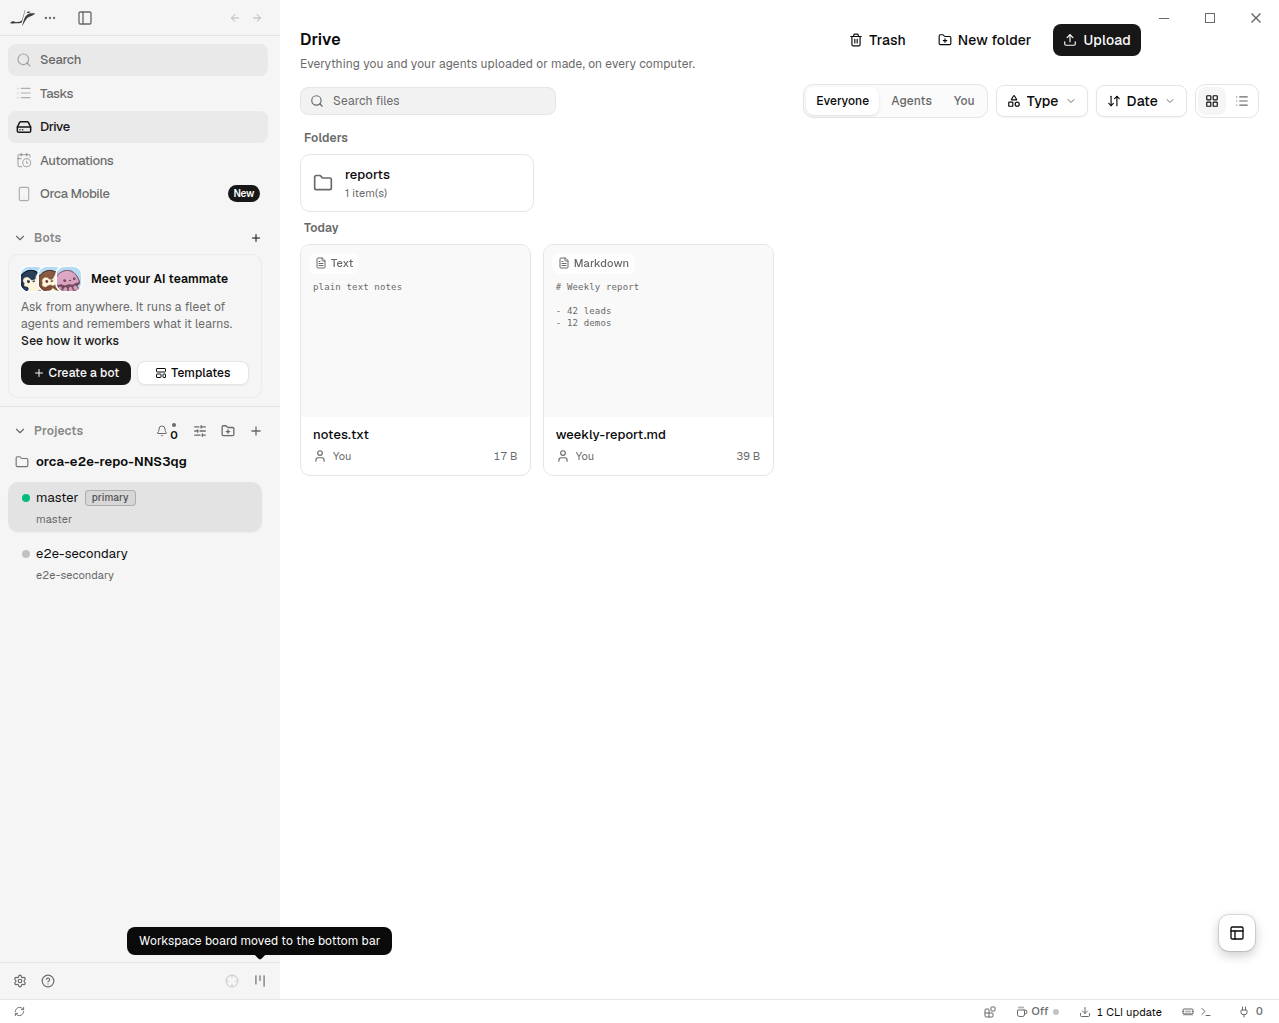 Search
Tasks
Drive
Automations
Orca Mobile New
Bots
Meet your AI teammate
Ask from anywhere. It runs a fleet of
agents and remembers what it learns.
See how it works
Create a bot
Templates
Projects
0
orca-e2e-repo-NNS3qg
master primary
master
e2e-secondary
e2e-secondary
Workspace board moved to the bottom bar
Drive
Everything you and your agents uploaded or made, on every computer.
Trash
New folder
Upload
Search files
Everyone
Agents
You
Type
Date
Folders
reports
1 item(s)
Today
Text
plain text notes
notes.txt
You 17 B
Markdown
# Weekly report
- 42 leads
- 12 demos
weekly-report.md
You 39 B
Off
1 CLI update
0